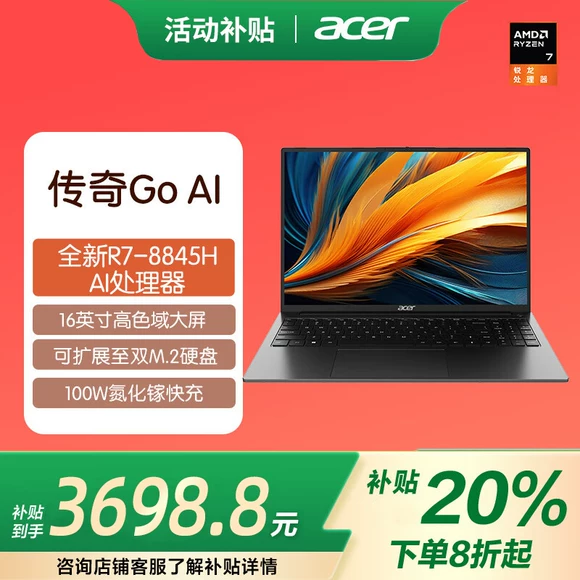 活动补贴 acer
AMD
RYZEN
7
锐龙
处理器
传奇Go AI
全新R7-8845H
AI处理器
16英寸高色域大屏
可扩展至双M.2硬盘
100W氮化镓快充
acer
补贴
到手
3698.8元
补贴20%
下单8折起
咨询店铺客服了解补贴详情